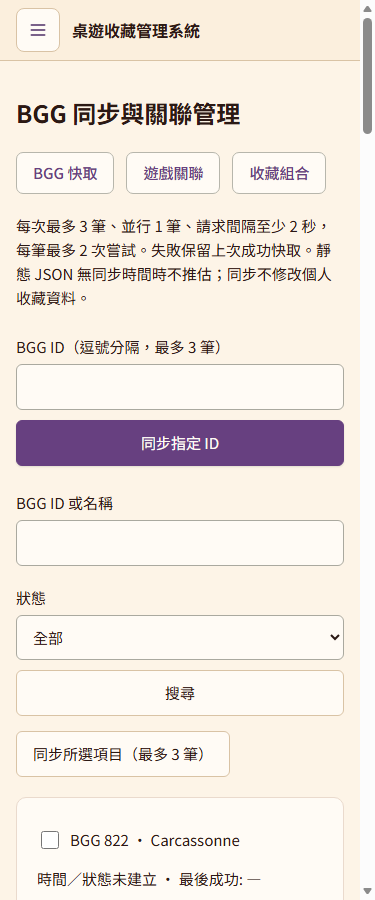 桌遊收藏管理系統
BGG 同步與關聯管理
BGG 快取
遊戲關聯
收藏組合
每次最多 3 筆、並行 1 筆、請求間隔至少 2 秒，
每筆最多 2 次嘗試。失敗保留上次成功快取。靜
態 JSON 無同步時間時不推估；同步不修改個人
收藏資料。
BGG ID（逗號分隔，最多 3 筆）
同步指定 ID
BGG ID 或名稱
狀態
全部
搜尋
同步所選項目（最多 3 筆）
BGG 822 · Carcassonne
時間／狀態未建立 · 最後成功: —